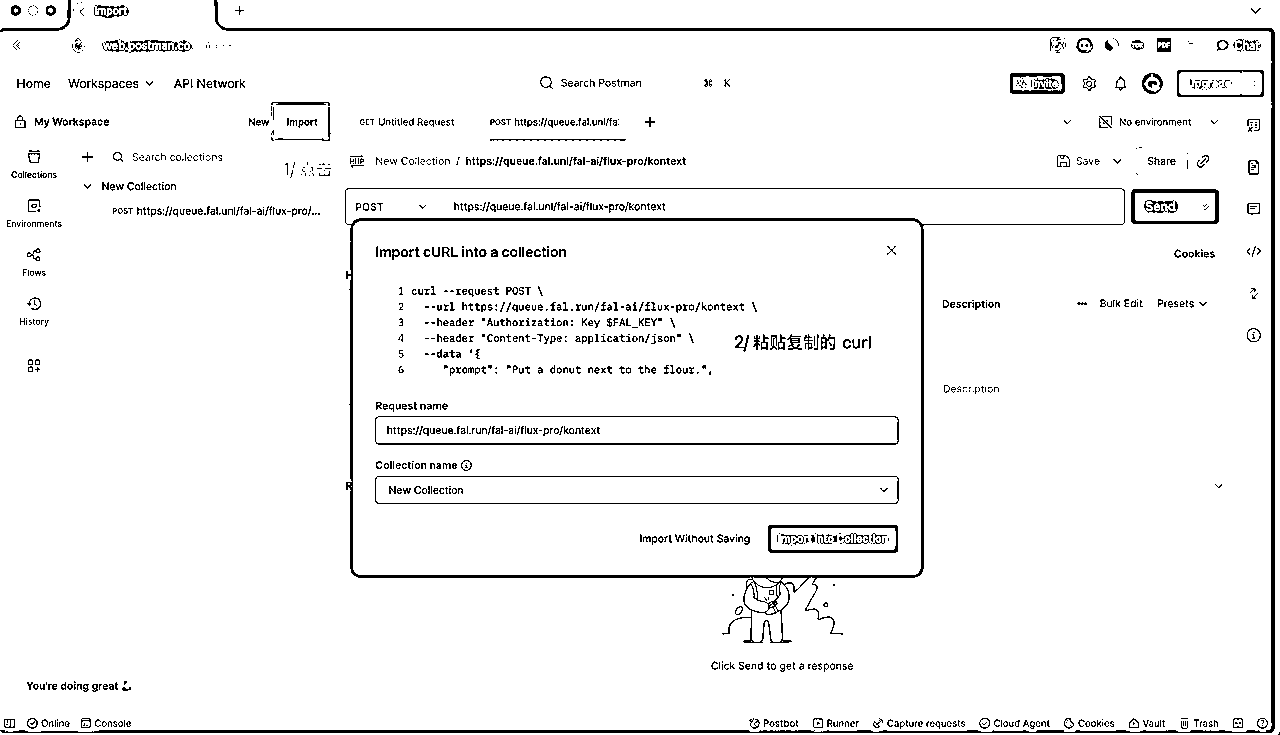 Import
web.postman.co
Chat
Home
Workspaces
API Network
Search Postman
⌘ K
Invite
Upgrade
My Workspace
New
Import
GET Untitled Request
POST https://queue.fal.unl/fa
No environment
1/ 点击
Collections
Search collections
New Collection
POST https://queue.fal.unl/fal-ai/flux-pro/...
Environments
Flows
History
New Collection / https://queue.fal.unl/fal-ai/flux-pro/kontext
Save
Share
POST
https://queue.fal.unl/fal-ai/flux-pro/kontext
Send
Cookies
Import cURL into a collection
1 curl --request POST \
2 --url https://queue.fal.run/fal-ai/flux-pro/kontext \
3 --header "Authorization: Key $FAL_KEY" \
4 --header "Content-Type: application/json" \
5 --data '{
6 "prompt": "Put a donut next to the flour.",
2/ 粘贴复制的 curl
Request name
https://queue.fal.run/fal-ai/flux-pro/kontext
Collection name
New Collection
Import Without Saving
Import Into Collection
Description
Bulk Edit
Presets
Description
Click Send to get a response
You're doing great
Online
Console
Postbot
Runner
Capture requests
Cloud Agent
Cookies
Vault
Trash